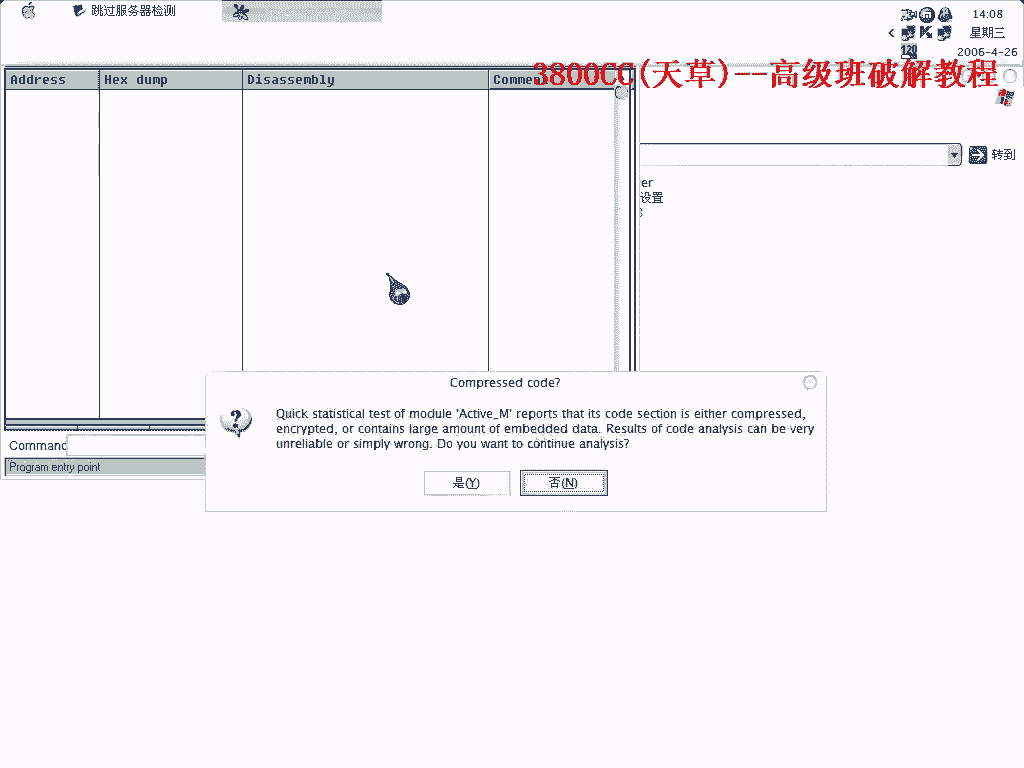 跳过服务器检测
14:08
星期三
120
2006-4-26
3800CC(天草)--高级班破解教程
Address Hex dump Disassembly Comment
转到
er
设置
Compressed code?
Quick statistical test of module 'Active_M' reports that its code section is either compressed,
encrypted, or contains large amount of embedded data. Results of code analysis can be very
unreliable or simply wrong. Do you want to continue analysis?
Command
是(Y) 否(N)
Program entry point